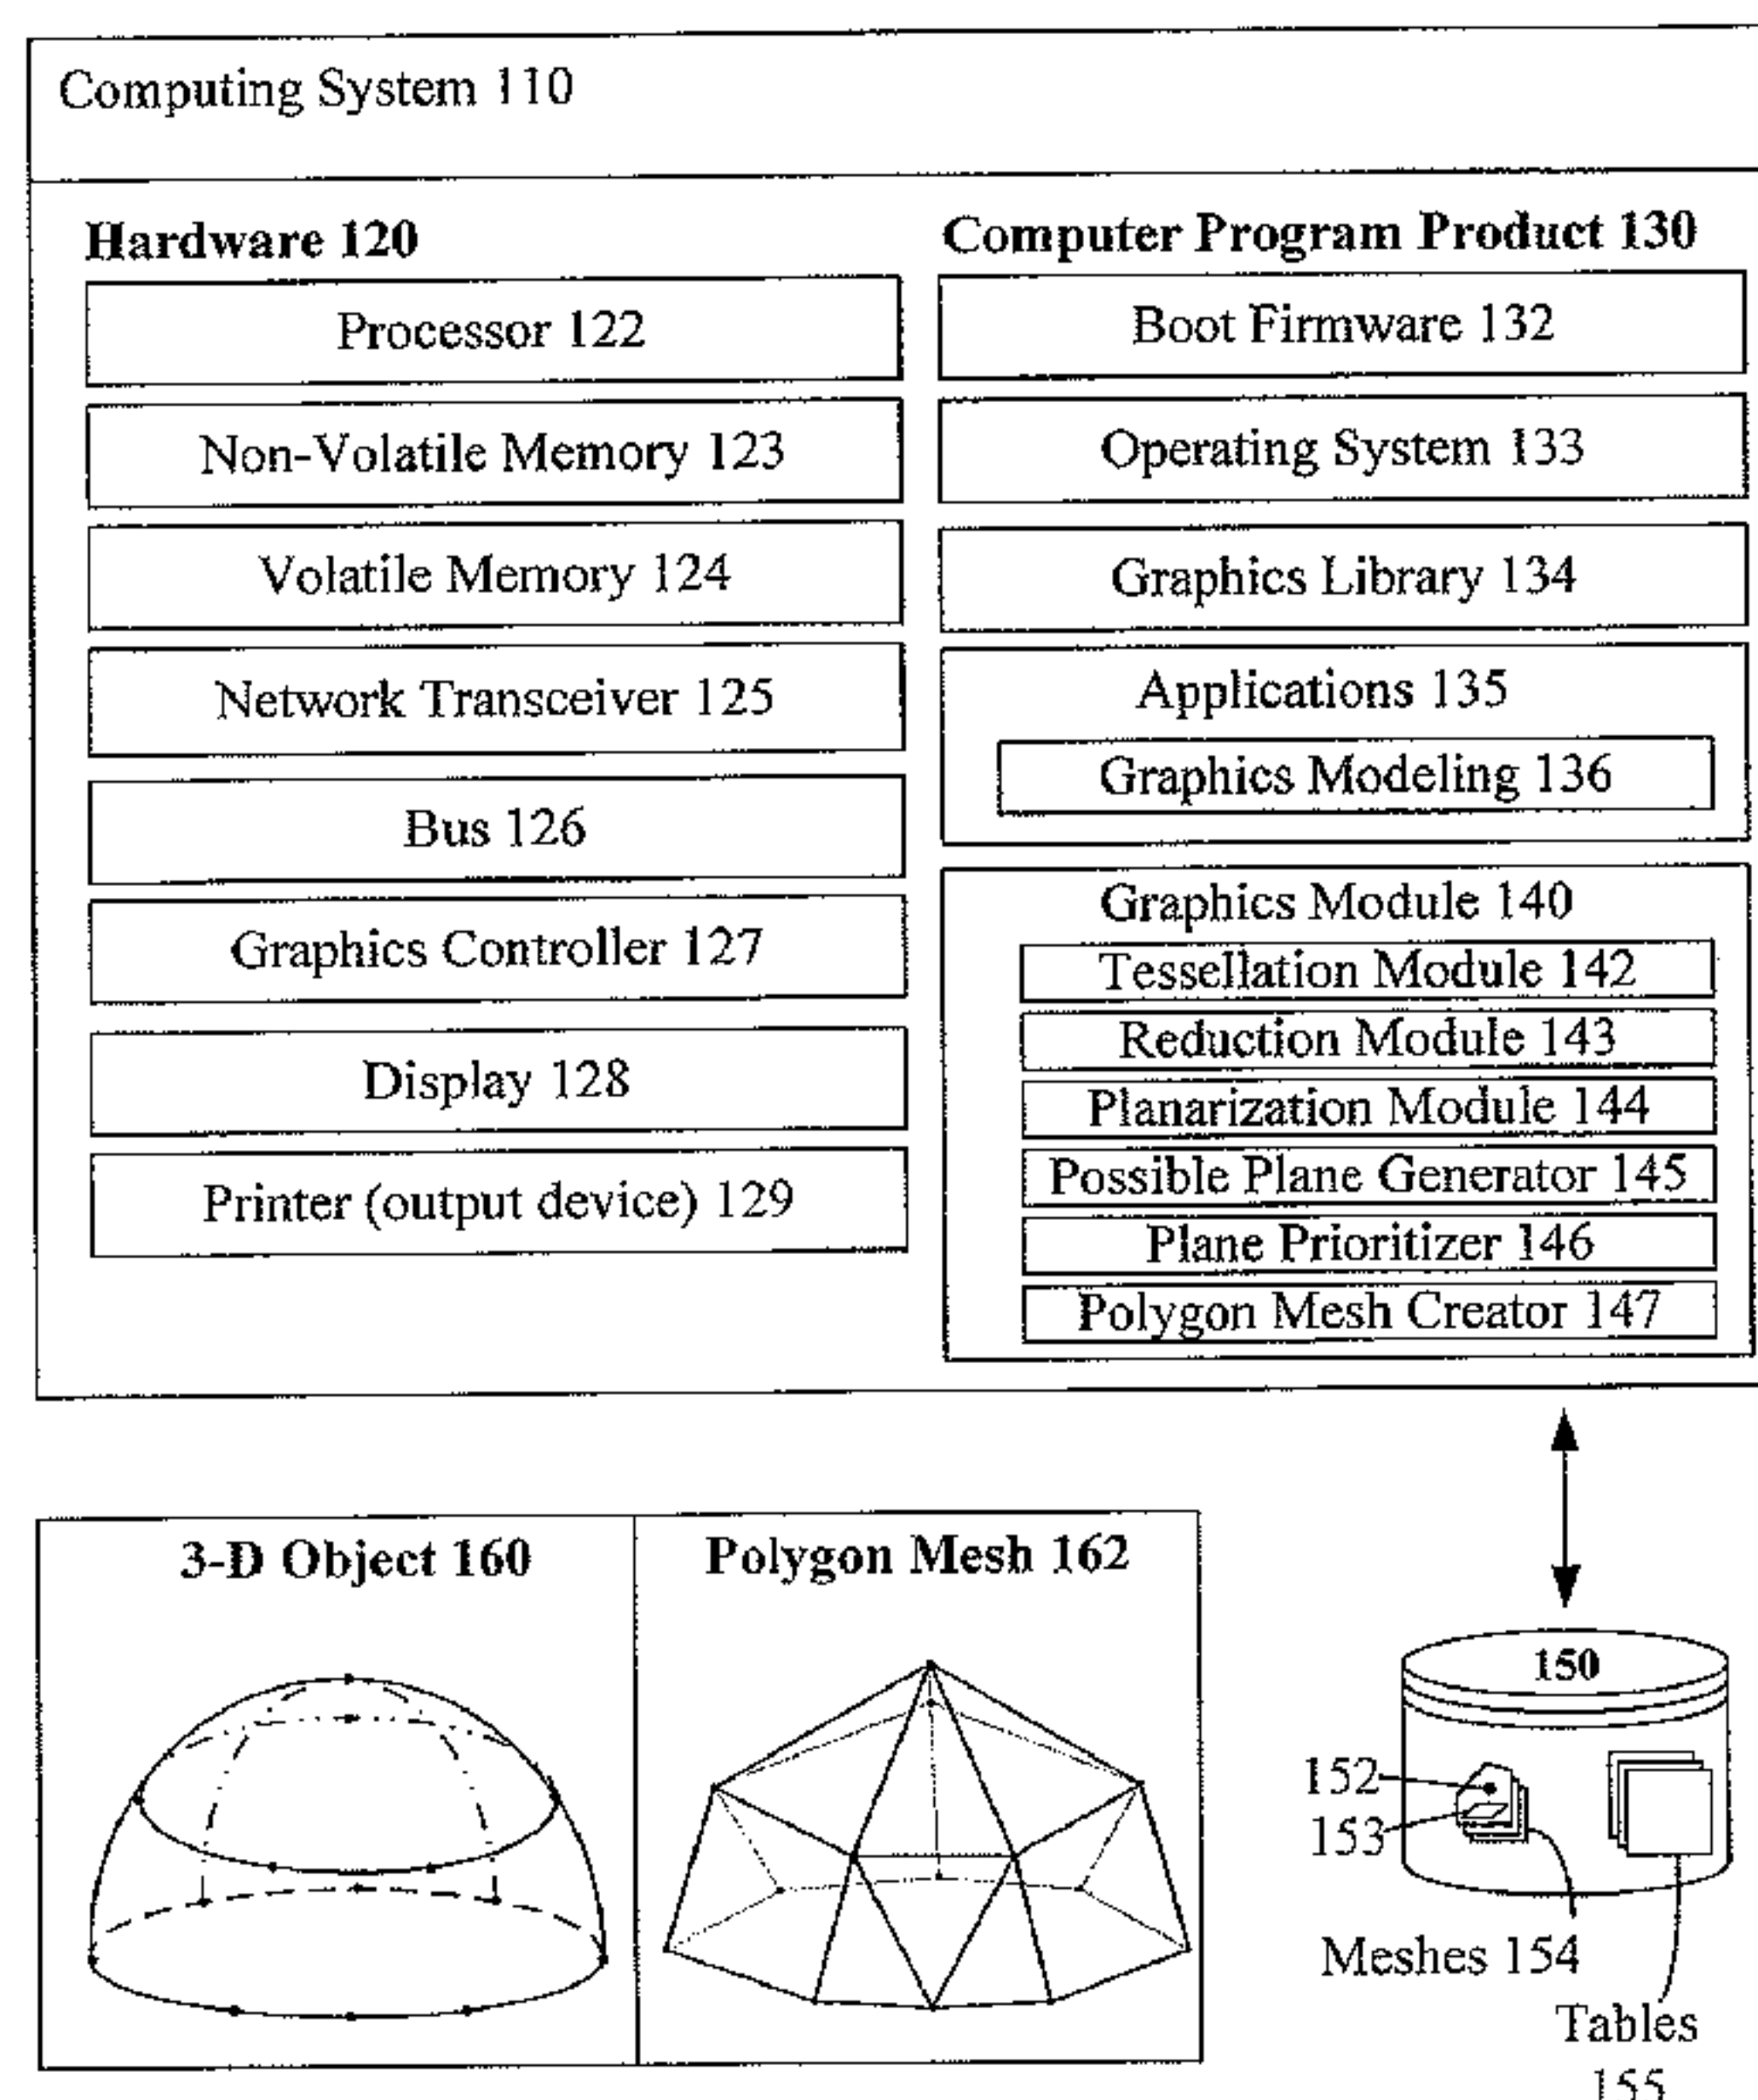 Computing System 110
Hardware 120
Processor 122
Non-Volatile Memory 123
Volatile Memory 124
Network Transceiver 125
Bus 126
Graphics Controller 127
Display 128
Printer (output device) 129
Computer Program Product 130
Boot Firmware 132
Operating System 133
Graphics Library 134
Applications 135
Graphics Modeling 136
Graphics Module 140
Tessellation Module 142
Reduction Module 143
Planarization Module 144
Possible Plane Generator 145
Plane Prioritizer 146
Polygon Mesh Creator 147
3-D Object 160
Polygon Mesh 162
150
152
153
Meshes 154
Tables
155